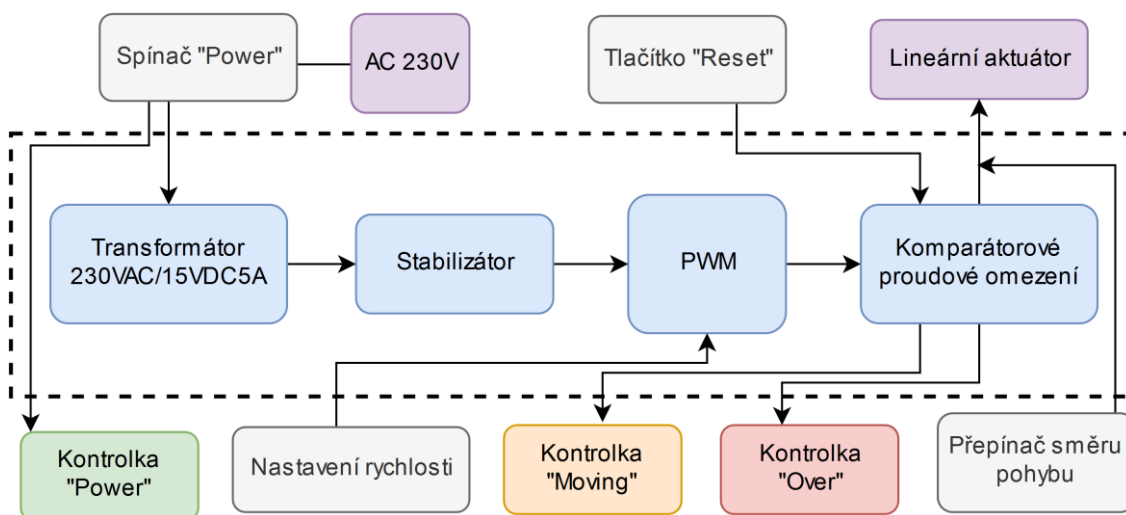 Spínač "Power"
AC 230V
Tlačítko "Reset"
Lineární aktuátor
Transformátor
230VAC/15VDC5A
Stabilizátor
PWM
Komparátorové
proudové omezení
Kontrolka
"Power"
Nastavení rychlosti
Kontrolka
"Moving"
Kontrolka
"Over"
Přepínač směru
pohybu